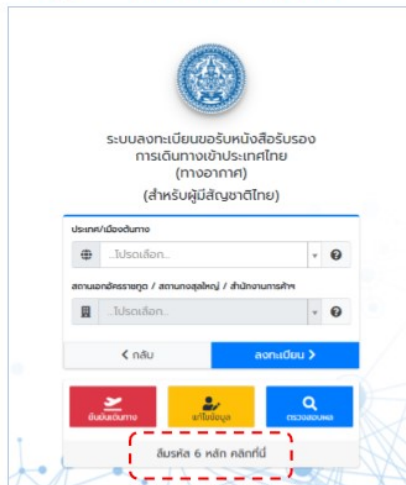 ระบบลงทะเบียนขอรับหนังสือรับรอง
การเดินทางเข้าประเทศไทย
(ทางอากาศ)
(สำหรับผู้มีสัญชาติไทย)
ประเทศ/เมืองต้นทาง
...โปรดเลือก...
สถานเอกอัครราชทูต / สถานกงสุลใหญ่ / สำนักงานการค้าฯ
...โปรดเลือก...
กลับ
ลงทะเบียน
ยืนยันเดินทาง
แก้ไขข้อมูล
ตรวจสอบผล
ลืมรหัส 6 หลัก คลิกที่นี่